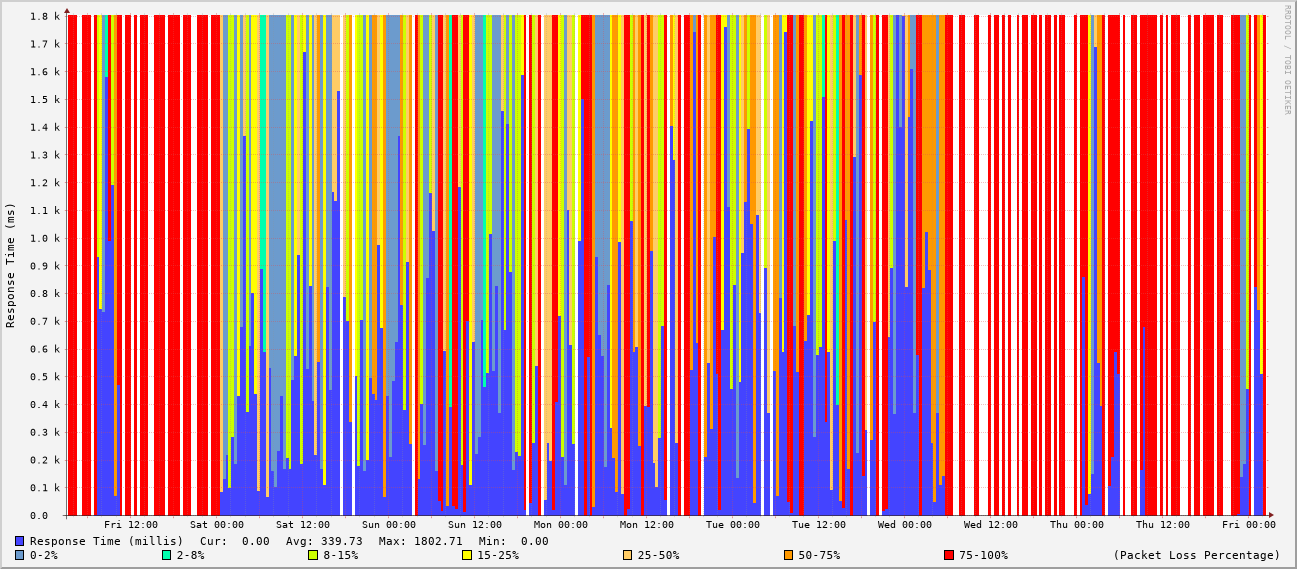 RRDTOOL / TOBI OETIKER
Response Time (ms)
1.8 k
1.7 k
1.6 k
1.5 k
1.4 k
1.3 k
1.2 k
1.1 k
1.0 k
0.9 k
0.8 k
0.7 k
0.6 k
0.5 k
0.4 k
0.3 k
0.2 k
0.1 k
0.0
Fri 12:00 Sat 00:00 Sat 12:00 Sun 00:00 Sun 12:00 Mon 00:00 Mon 12:00 Tue 00:00 Tue 12:00 Wed 00:00 Wed 12:00 Thu 00:00 Thu 12:00 Fri 00:00
Response Time (millis) Cur: 0.00 Avg: 339.73 Max: 1802.71 Min: 0.00
0-2% 2-8% 8-15% 15-25% 25-50% 50-75% 75-100% (Packet Loss Percentage)